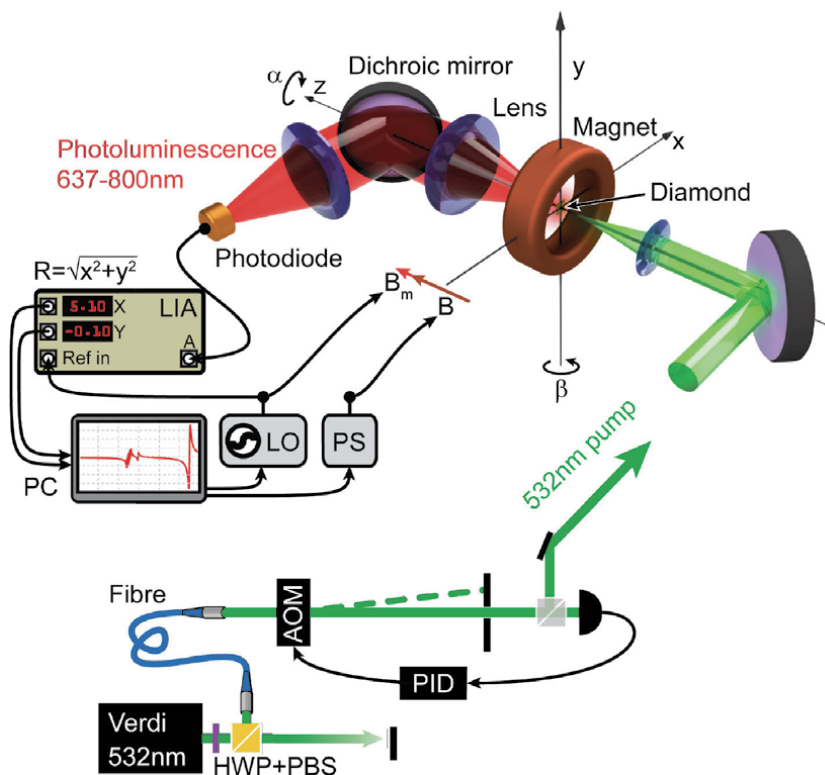 Dichroic mirror
y
α
z
Lens
Magnet
x
Photoluminescence
637-800nm
Diamond
Photodiode
R=√x²+y²
Bₘ
B
5.10 X
LIA
-0.10 Y
A
Ref in
β
LO
PS
PC
532nm pump
Fibre
AOM
PID
Verdi
532nm
HWP+PBS